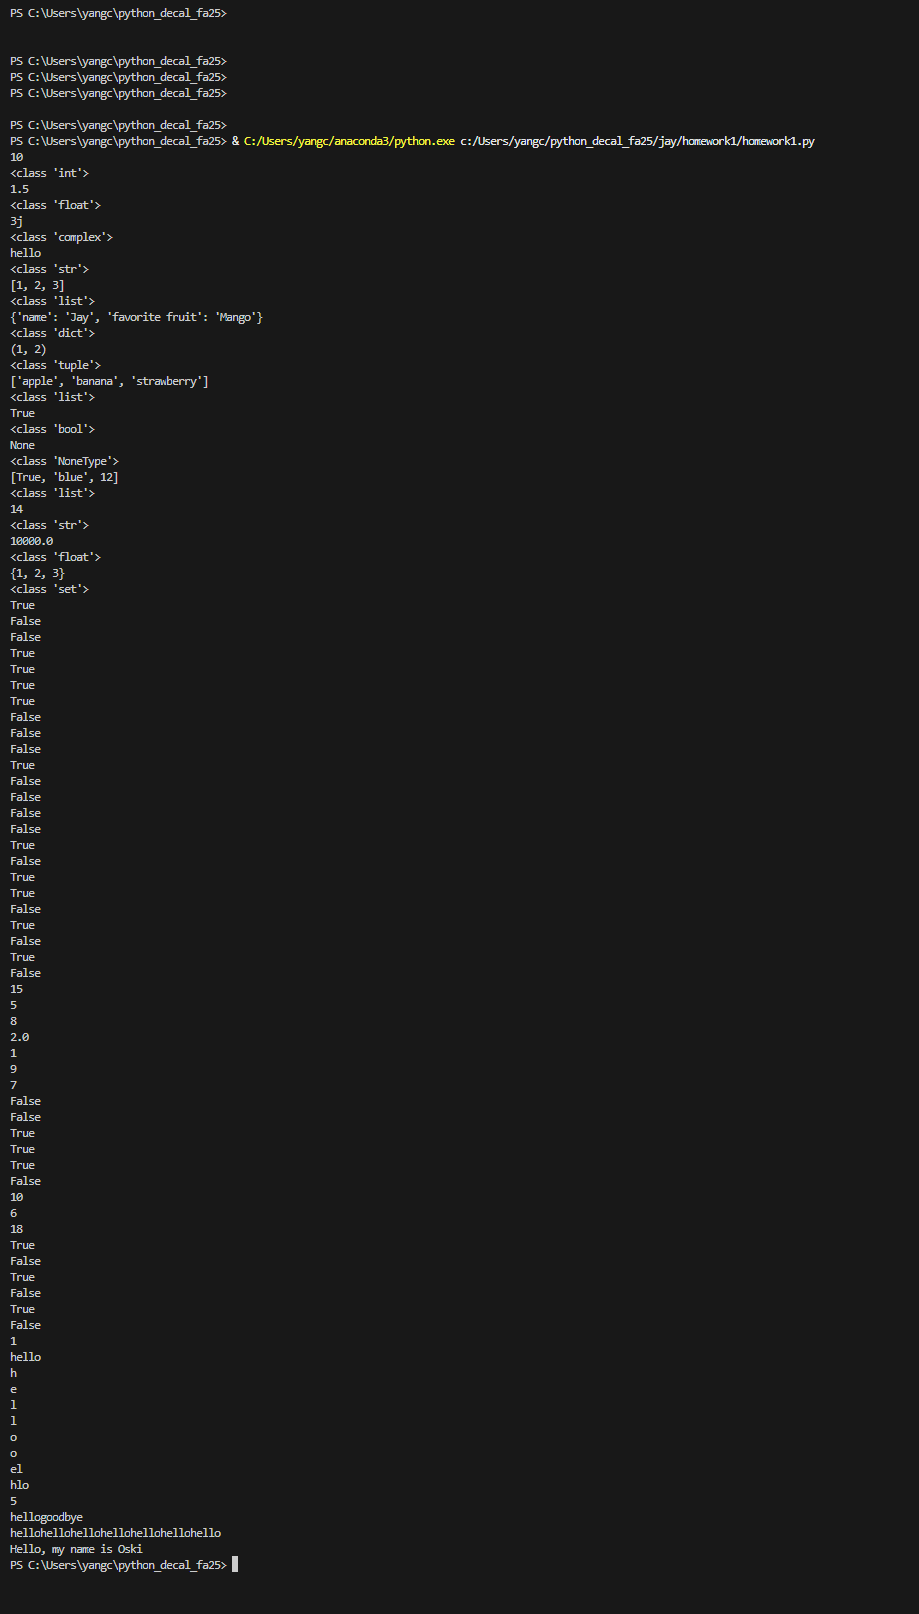 PS C:\Users\yangc\python_decal_fa25>
PS C:\Users\yangc\python_decal_fa25>
PS C:\Users\yangc\python_decal_fa25>
PS C:\Users\yangc\python_decal_fa25>
PS C:\Users\yangc\python_decal_fa25>
PS C:\Users\yangc\python_decal_fa25> & C:/Users/yangc/anaconda3/python.exe c:/Users/yangc/python_decal_fa25/jay/homework1/homework1.py
10
<class 'int'>
1.5
<class 'float'>
3j
<class 'complex'>
hello
<class 'str'>
[1, 2, 3]
<class 'list'>
{'name': 'Jay', 'favorite fruit': 'Mango'}
<class 'dict'>
(1, 2)
<class 'tuple'>
['apple', 'banana', 'strawberry']
<class 'list'>
True
<class 'bool'>
None
<class 'NoneType'>
[True, 'blue', 12]
<class 'list'>
14
<class 'str'>
10000.0
<class 'float'>
{1, 2, 3}
<class 'set'>
True
False
False
True
True
True
True
False
False
False
True
False
False
False
False
True
False
True
True
False
True
False
True
False
15
5
8
2.0
1
9
7
False
False
True
True
True
False
10
6
18
True
False
True
False
True
False
1
hello
h
e
l
l
o
o
el
hlo
5
hellogoodbye
hellohellohellohellohellohellohello
Hello, my name is Oski
PS C:\Users\yangc\python_decal_fa25>